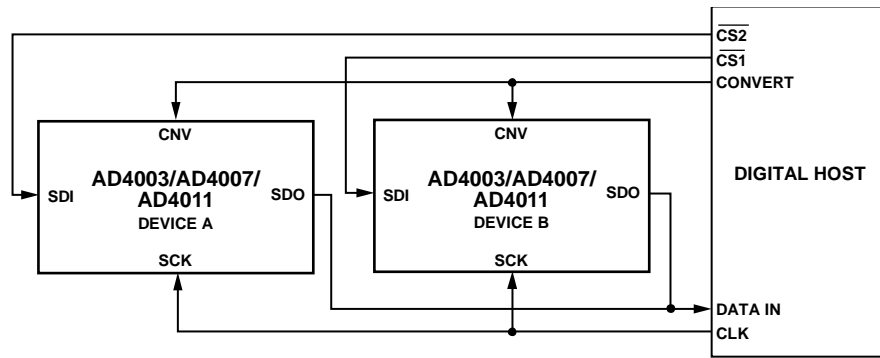 CS2
CS1
CONVERT
CNV
CNV
AD4003/AD4007/
AD4011
DEVICE A
SDI
SDO
SCK
AD4003/AD4007/
AD4011
DEVICE B
SDI
SDO
SCK
DIGITAL HOST
DATA IN
CLK